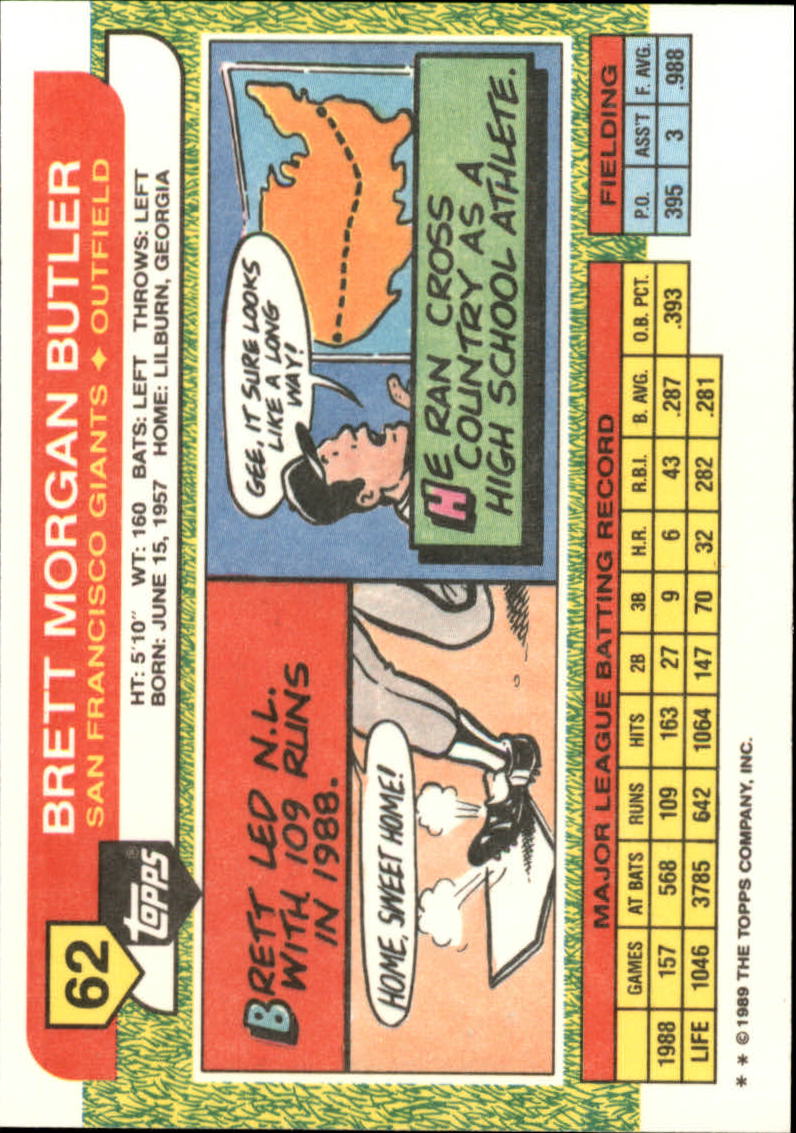 62
BRETT MORGAN BUTLER
SAN FRANCISCO GIANTS ✦ OUTFIELD
topps®
HT: 5'10" WT: 160 BATS: LEFT THROWS: LEFT
BORN: JUNE 15, 1957 HOME: LILBURN, GEORGIA
BRETT LED N.L.
WITH 109 RUNS
IN 1988.
HOME, SWEET HOME!
GEE, IT SURE LOOKS
LIKE A LONG
WAY!
HE RAN CROSS
COUNTRY AS A
HIGH SCHOOL ATHLETE.
MAJOR LEAGUE BATTING RECORD
GAMES AT BATS RUNS HITS 2B 3B H.R. R.B.I. B. AVG. O.B. PCT.
1988 157 568 109 163 27 9 6 43 .287 .393
LIFE 1046 3785 642 1064 147 70 32 282 .281
FIELDING
P.O. ASS'T F. AVG.
395 3 .988
* * © 1989 THE TOPPS COMPANY, INC.